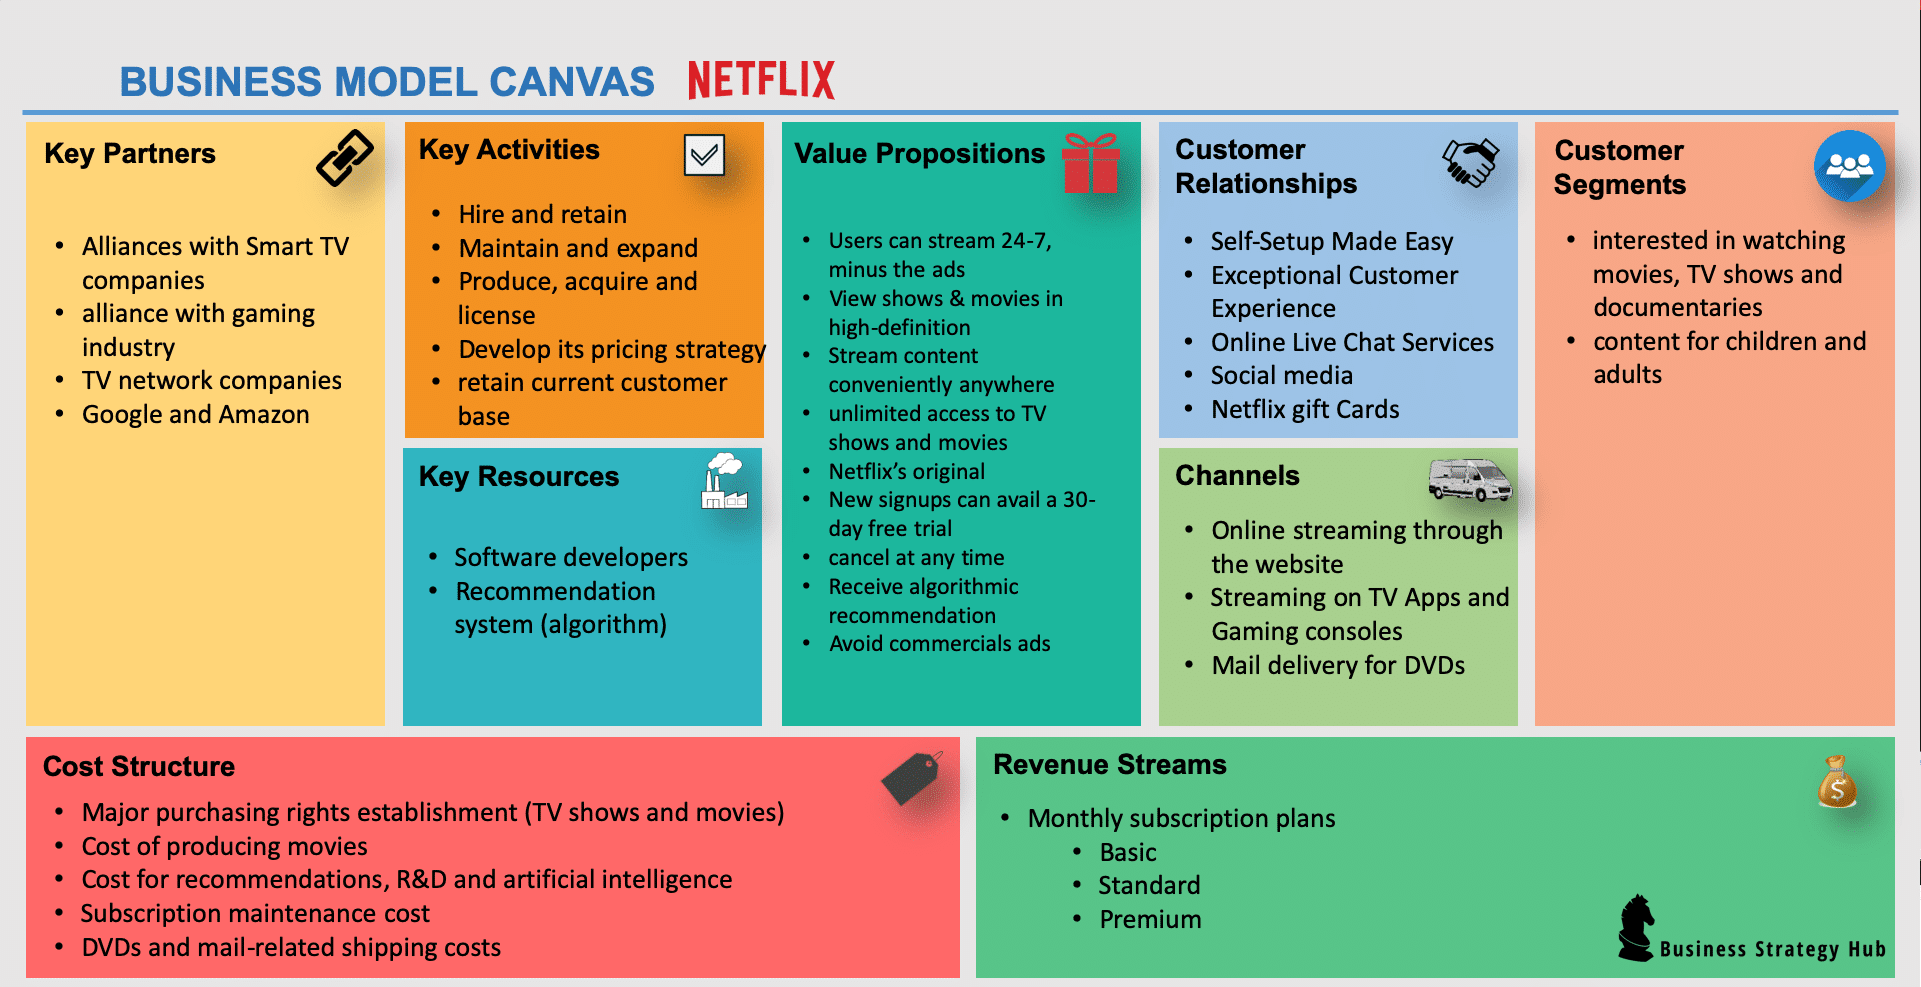 BUSINESS MODEL CANVAS NETFLIX
Key Partners
• Alliances with Smart TV
companies
• alliance with gaming
industry
• TV network companies
• Google and Amazon
Key Activities
• Hire and retain
• Maintain and expand
• Produce, acquire and
license
• Develop its pricing strategy
• retain current customer
base
Key Resources
• Software developers
• Recommendation
system (algorithm)
Value Propositions
• Users can stream 24-7,
minus the ads
• View shows & movies in
high-definition
• Stream content
conveniently anywhere
• unlimited access to TV
shows and movies
• Netflix’s original
• New signups can avail a 30-
day free trial
• cancel at any time
• Receive algorithmic
recommendation
• Avoid commercials ads
Customer
Relationships
• Self-Setup Made Easy
• Exceptional Customer
Experience
• Online Live Chat Services
• Social media
• Netflix gift Cards
Channels
• Online streaming through
the website
• Streaming on TV Apps and
Gaming consoles
• Mail delivery for DVDs
Customer
Segments
• interested in watching
movies, TV shows and
documentaries
• content for children and
adults
Cost Structure
• Major purchasing rights establishment (TV shows and movies)
• Cost of producing movies
• Cost for recommendations, R&D and artificial intelligence
• Subscription maintenance cost
• DVDs and mail-related shipping costs
Revenue Streams
• Monthly subscription plans
• Basic
• Standard
• Premium
Business Strategy Hub